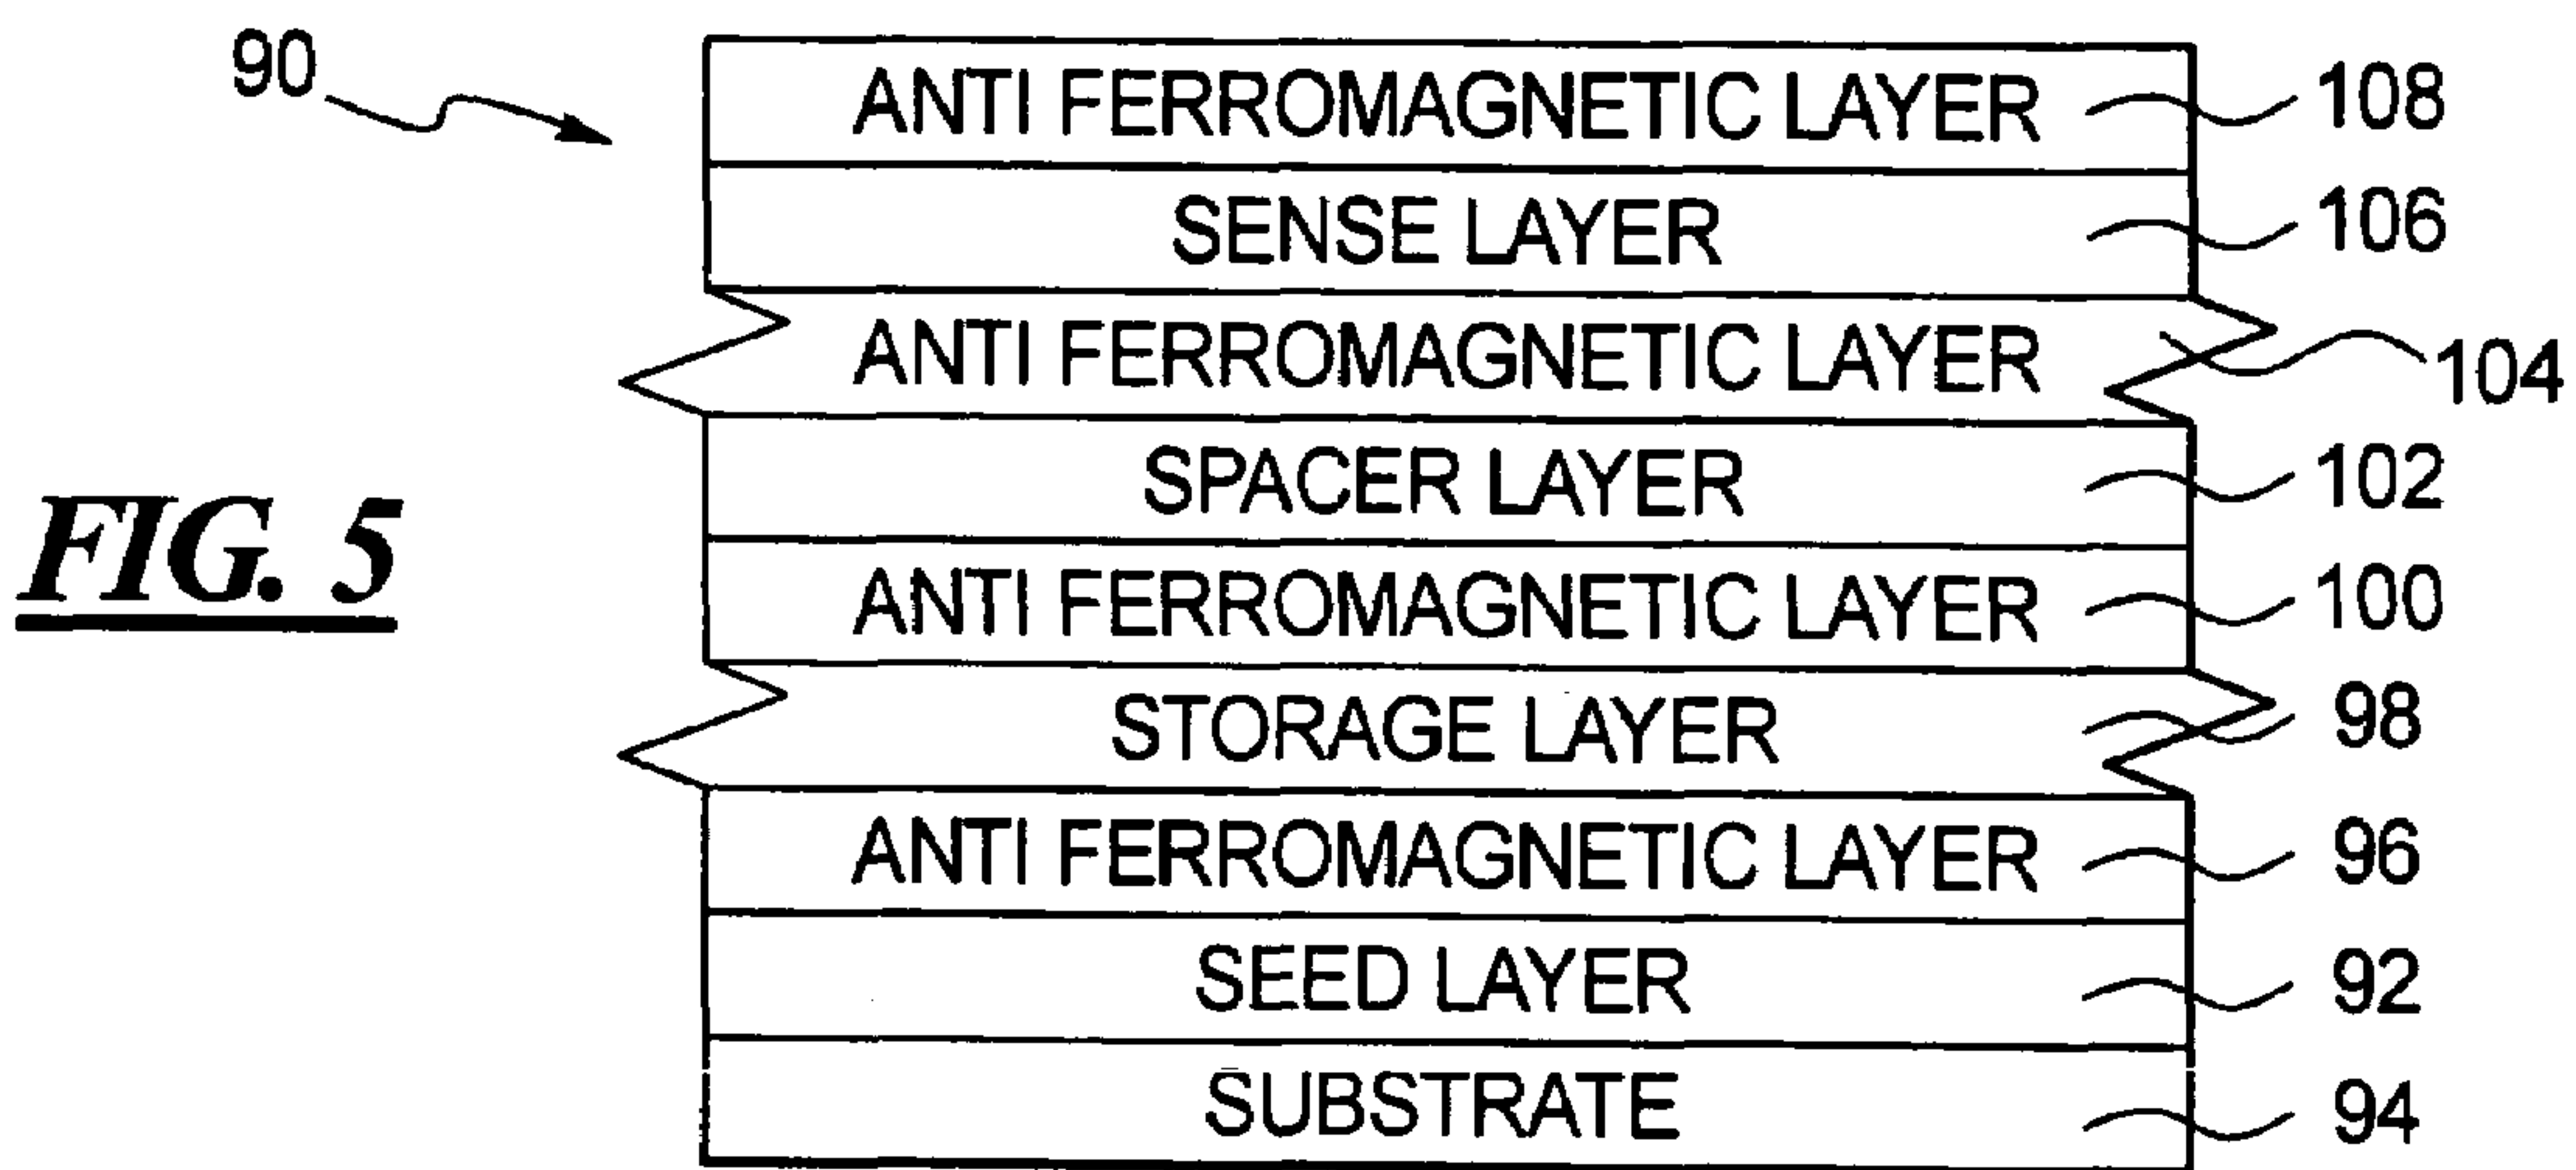 90
ANTI FERROMAGNETIC LAYER 108
SENSE LAYER 106
ANTI FERROMAGNETIC LAYER 104
SPACER LAYER 102
FIG. 5
ANTI FERROMAGNETIC LAYER 100
STORAGE LAYER 98
ANTI FERROMAGNETIC LAYER 96
SEED LAYER 92
SUBSTRATE 94